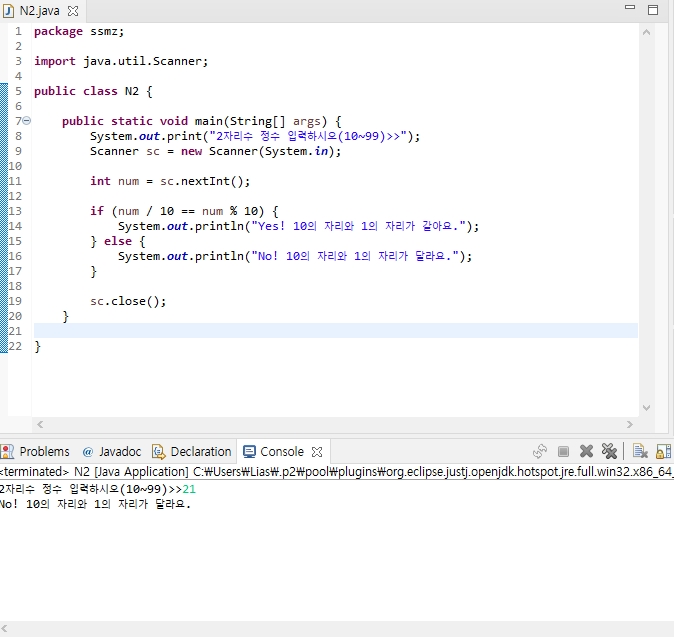 N2.java
1 package ssmz;
2
3 import java.util.Scanner;
4
5 public class N2 {
6
7 public static void main(String[] args) {
8 System.out.print("2자리수 정수 입력하시오(10~99)>>");
9 Scanner sc = new Scanner(System.in);
10
11 int num = sc.nextInt();
12
13 if (num / 10 == num % 10) {
14 System.out.println("Yes! 10의 자리와 1의 자리가 같아요.");
15 } else {
16 System.out.println("No! 10의 자리와 1의 자리가 달라요.");
17 }
18
19 sc.close();
20 }
21
22 }
Problems @ Javadoc Declaration Console
<terminated> N2 [Java Application] C:₩Users₩Lias₩.p2₩pool₩plugins₩org.eclipse.justj.openjdk.hotspot.jre.full.win32.x86_64_
2자리수 정수 입력하시오(10~99)>>21
No! 10의 자리와 1의 자리가 달라요.